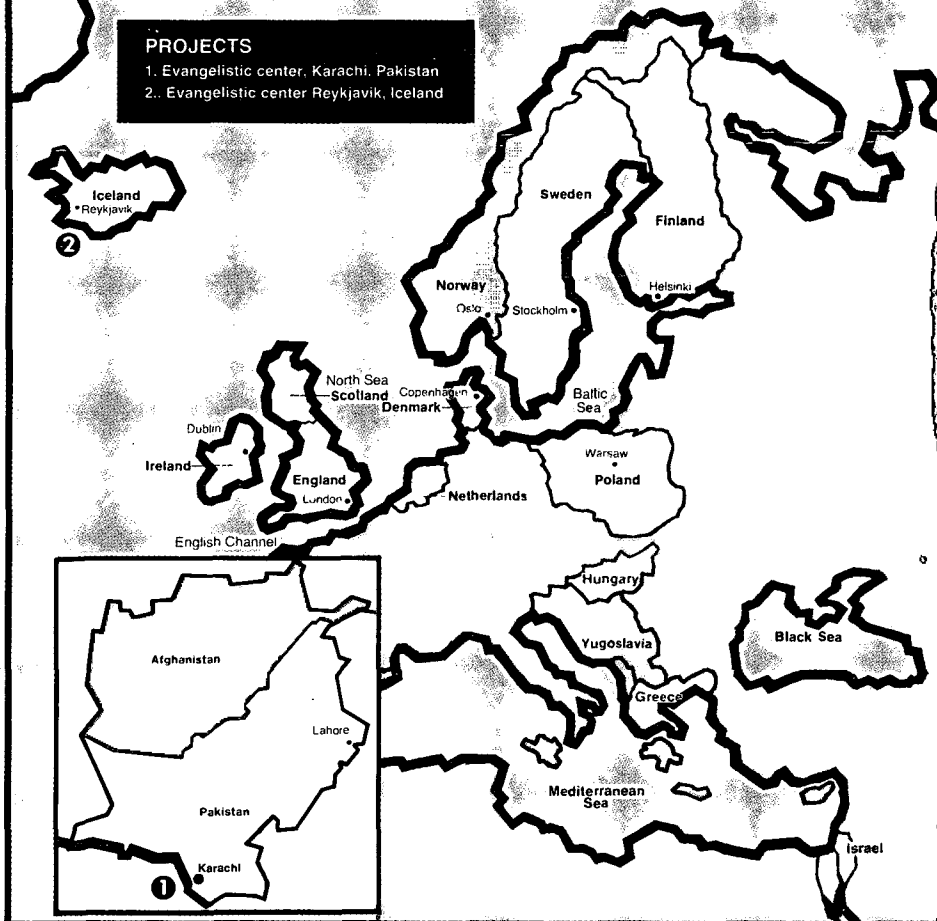 PROJECTS
1. Evangelistic center, Karachi, Pakistan
2.. Evangelistic center Reykjavik, Iceland
Iceland
Reykjavik
2
Sweden
Finland
Norway
Helsinki
Oslo
Stockholm
North Sea
Scotland
Copenhagen
Denmark
Baltic
Sea
Dublin
Ireland
England
London
Warsaw
Poland
Netherlands
English Channel
Hungary
Yugoslavia
Black Sea
Greece
Afghanistan
Lahore
Mediterranean
Sea
Pakistan
Israel
Karachi
1